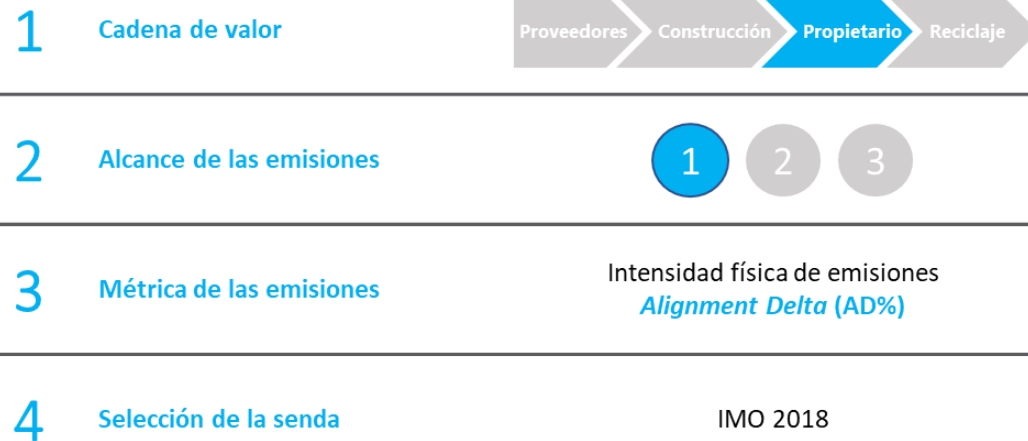 1 Cadena de valor Proveedores Construcción Propietario Reciclaje
2 Alcance de las emisiones 1 2 3
3 Métrica de las emisiones Intensidad física de emisiones
Alignment Delta (AD%)
4 Selección de la senda IMO 2018